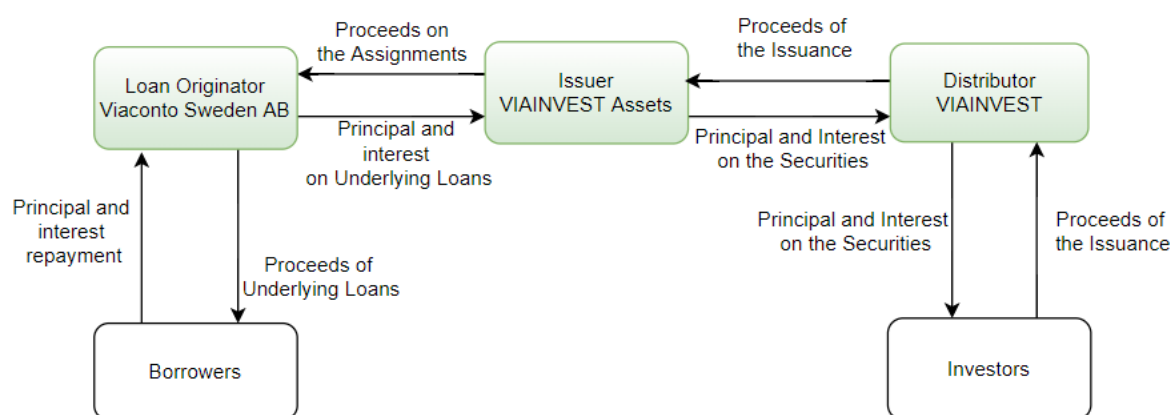 Proceeds on
the Assignments
Proceeds of
the Issuance
Loan Originator
Viaconto Sweden AB
Issuer
VIAINVEST Assets
Distributor
VIAINVEST
Principal and
interest
on Underlying Loans
Principal and Interest
on the Securities
Principal and
interest
repayment
Proceeds of
Underlying Loans
Principal and Interest
on the Securities
Proceeds of
the Issuance
Borrowers
Investors